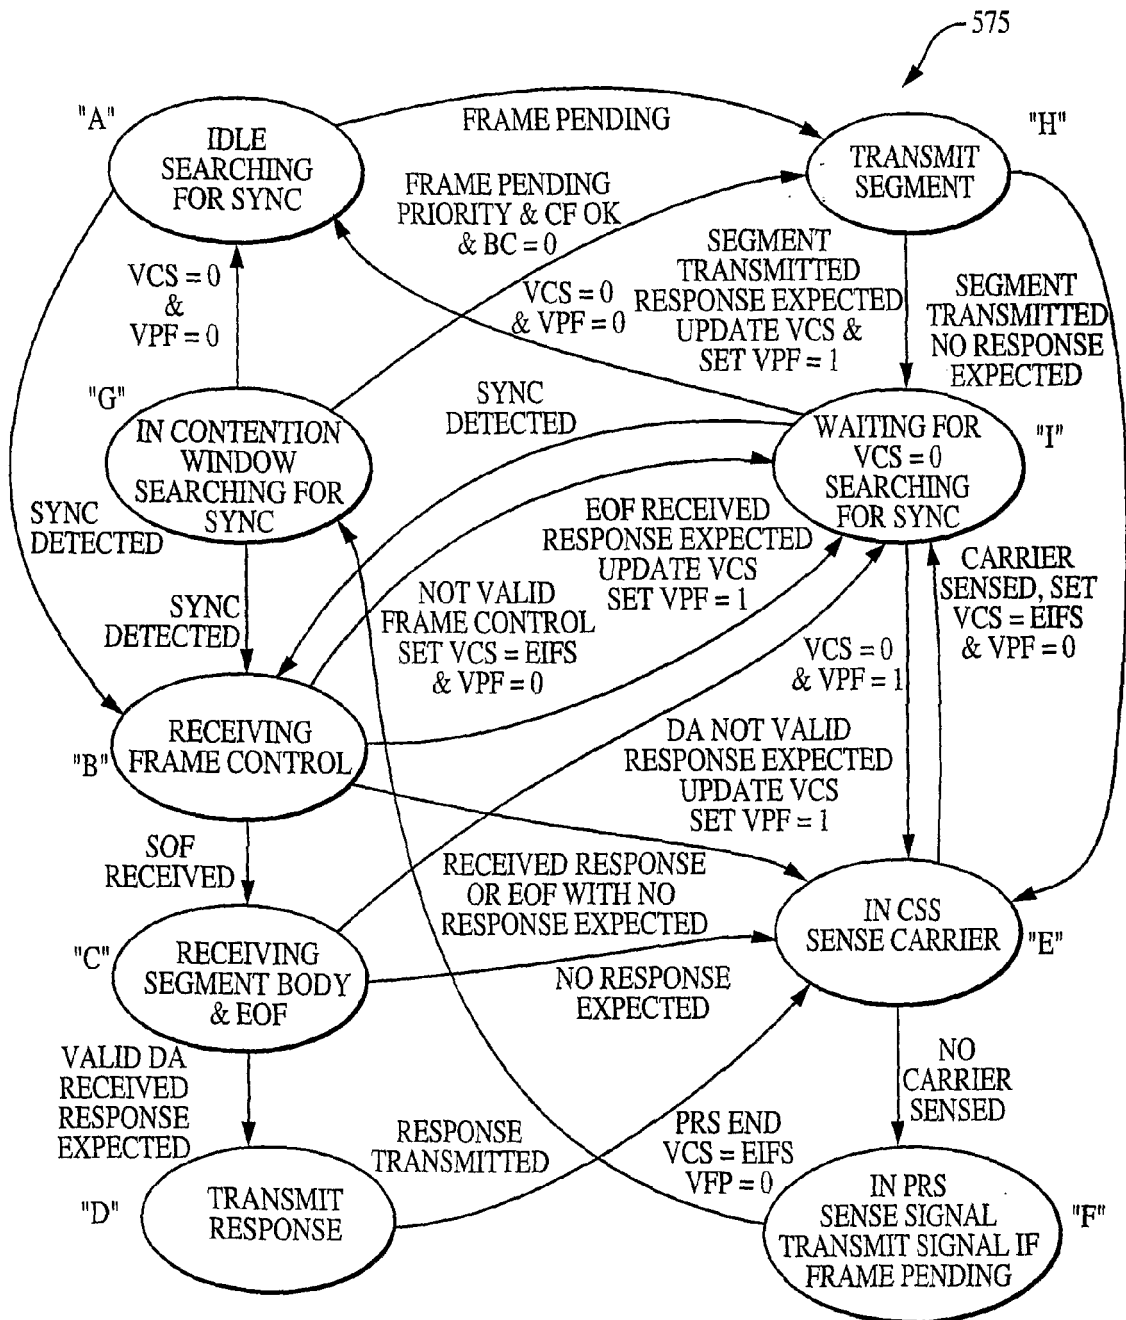 575
"A"
IDLE
SEARCHING
FOR SYNC
FRAME PENDING
"H"
TRANSMIT
SEGMENT
FRAME PENDING
PRIORITY & CF OK
& BC = 0
VCS = 0
&
VPF = 0
VCS = 0
& VPF = 0
SEGMENT
TRANSMITTED
RESPONSE EXPECTED
UPDATE VCS &
SET VPF = 1
SEGMENT
TRANSMITTED
NO RESPONSE
EXPECTED
"G"
IN CONTENTION
WINDOW
SEARCHING FOR
SYNC
SYNC
DETECTED
WAITING FOR
VCS = 0
SEARCHING
FOR SYNC
"I"
SYNC
DETECTED
SYNC
DETECTED
EOF RECEIVED
RESPONSE EXPECTED
UPDATE VCS
SET VPF = 1
NOT VALID
FRAME CONTROL
SET VCS = EIFS
& VPF = 0
CARRIER
SENSED, SET
VCS = EIFS
& VPF = 0
VCS = 0
& VPF = 1
"B"
RECEIVING
FRAME CONTROL
DA NOT VALID
RESPONSE EXPECTED
UPDATE VCS
SET VPF = 1
SOF
RECEIVED
RECEIVED RESPONSE
OR EOF WITH NO
RESPONSE EXPECTED
IN CSS
SENSE CARRIER
"E"
"C"
RECEIVING
SEGMENT BODY
& EOF
NO RESPONSE
EXPECTED
VALID DA
RECEIVED
RESPONSE
EXPECTED
NO
CARRIER
SENSED
RESPONSE
TRANSMITTED
PRS END
VCS = EIFS
VFP = 0
"D"
TRANSMIT
RESPONSE
IN PRS
SENSE SIGNAL
TRANSMIT SIGNAL IF
FRAME PENDING
"F"